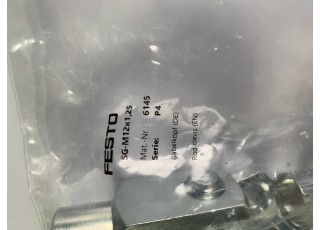 FESTO
SG-M12x1,25
Mat.-Nr.: 6145
Serie: P4
Gabelkopf (DE)
Rod clevis (EN)